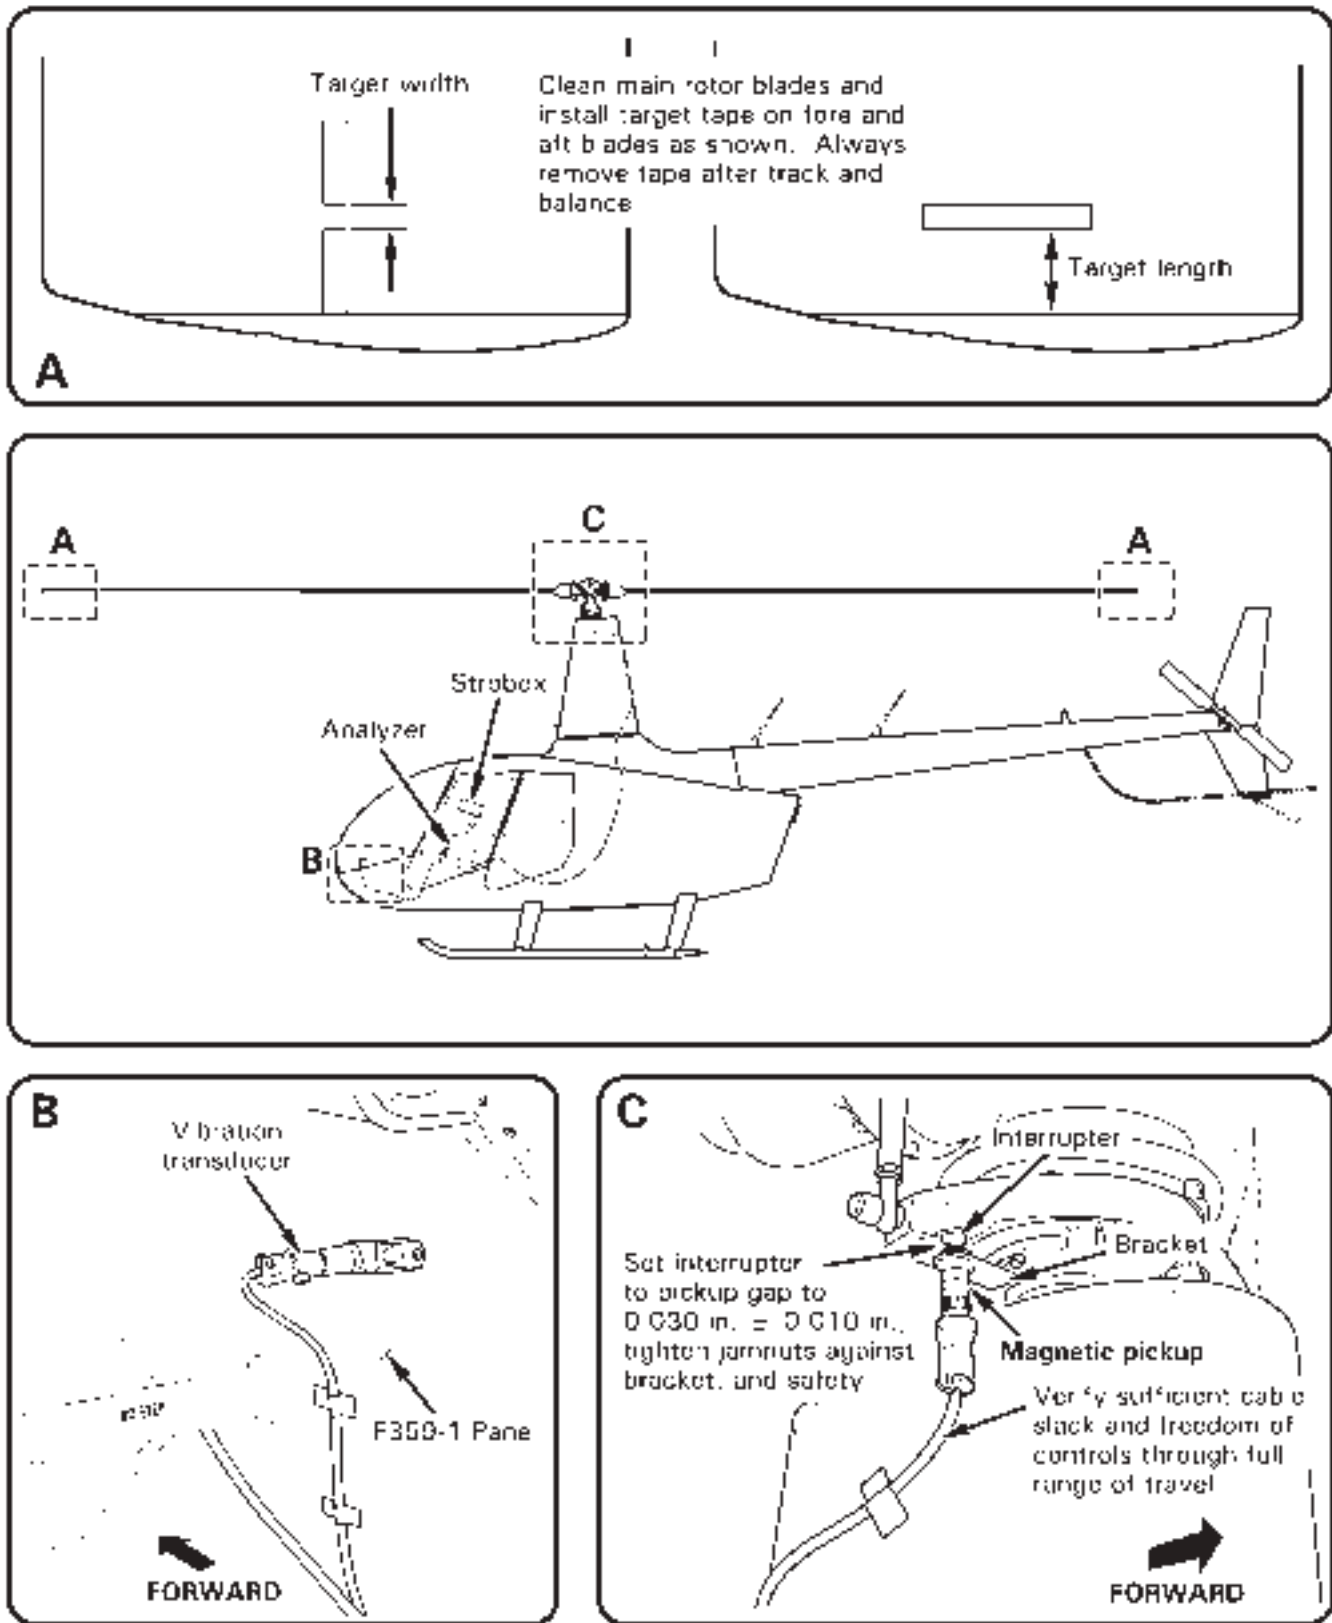 Target width
Clean main rotor blades and
install target tape on fore and
aft blades as shown. Always
remove tape after track and
balance
Target length
A
A
C
A
Strobex
Analyzer
B
B
Vibration
transducer
F359-1 Pane
FORWARD
C
Interrupter
Bracket
Set interrupter
to pickup gap to
0.030 in. ± 0.010 in.,
tighten jamnuts against
bracket, and safety
Magnetic pickup
Verify sufficient cable
slack and freedom of
controls through full
range of travel
FORWARD